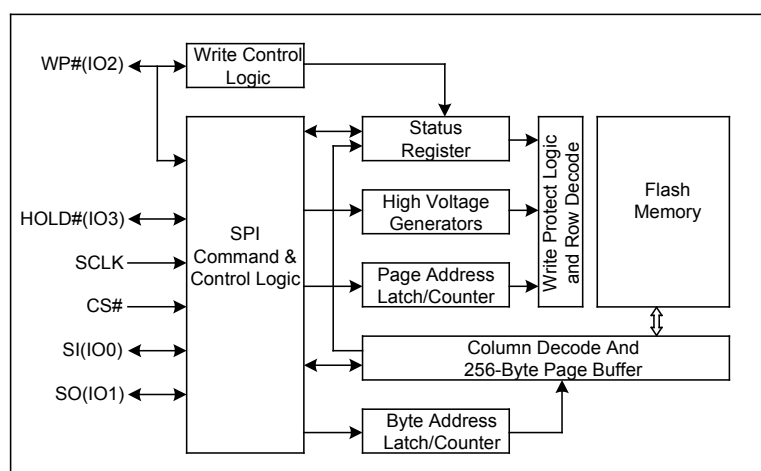 WP#(IO2)
Write Control
Logic
Status
Register
HOLD#(IO3)
High Voltage
Generators
SPI
Command &
Control Logic
SCLK
CS#
SI(IO0)
SO(IO1)
Page Address
Latch/Counter
Write Protect Logic
and Row Decode
Flash
Memory
Column Decode And
256-Byte Page Buffer
Byte Address
Latch/Counter